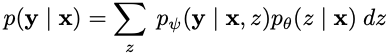 p(y | x) = ∑_z p_ψ(y | x, z)p_θ(z | x) dz